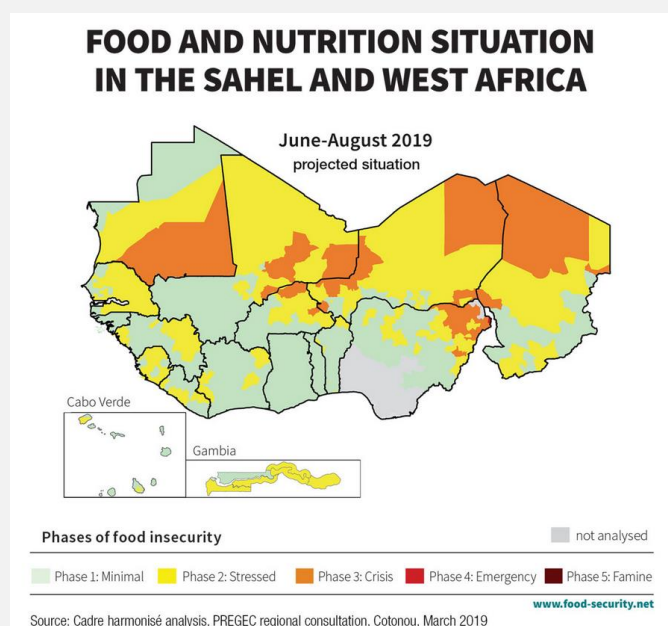 FOOD AND NUTRITION SITUATION
IN THE SAHEL AND WEST AFRICA
June-August 2019
projected situation
Cabo Verde
Gambia
Phases of food insecurity
not analysed
Phase 1: Minimal
Phase 2: Stressed
Phase 3: Crisis
Phase 4: Emergency
Phase 5: Famine
www.food-security.net
Source: Cadre harmonisé analysis, PREGEC regional consultation, Cotonou, March 2019